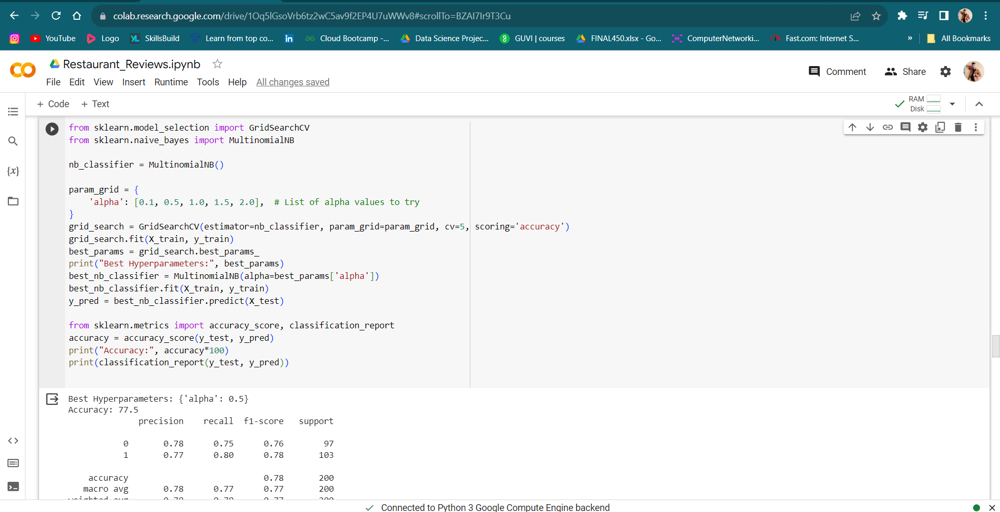 colab.research.google.com/drive/1Oq5lGsoVrb6tz2wC5av9f2EP4U7uWWv8#scrollTo=BZAI7Ir9T3Cu
YouTube Logo SkillsBuild Learn from top co... Cloud Bootcamp -... Data Science Projec... GUVI | courses FINAL450.xlsx - Go... ComputerNetworki... Fast.com: Internet S... » All Bookmarks
Restaurant_Reviews.ipynb
Comment Share
File Edit View Insert Runtime Tools Help All changes saved
+ Code + Text
RAM
Disk
from sklearn.model_selection import GridSearchCV
from sklearn.naive_bayes import MultinomialNB
nb_classifier = MultinomialNB()
param_grid = {
'alpha': [0.1, 0.5, 1.0, 1.5, 2.0], # List of alpha values to try
}
grid_search = GridSearchCV(estimator=nb_classifier, param_grid=param_grid, cv=5, scoring='accuracy')
grid_search.fit(X_train, y_train)
best_params = grid_search.best_params_
print("Best Hyperparameters:", best_params)
best_nb_classifier = MultinomialNB(alpha=best_params['alpha'])
best_nb_classifier.fit(X_train, y_train)
y_pred = best_nb_classifier.predict(X_test)
from sklearn.metrics import accuracy_score, classification_report
accuracy = accuracy_score(y_test, y_pred)
print("Accuracy:", accuracy*100)
print(classification_report(y_test, y_pred))
Best Hyperparameters: {'alpha': 0.5}
Accuracy: 77.5
precision recall f1-score support
0 0.78 0.75 0.76 97
1 0.77 0.80 0.78 103
accuracy 0.78 200
macro avg 0.78 0.77 0.77 200
weighted avg 0.78 0.78 0.77 200
Connected to Python 3 Google Compute Engine backend